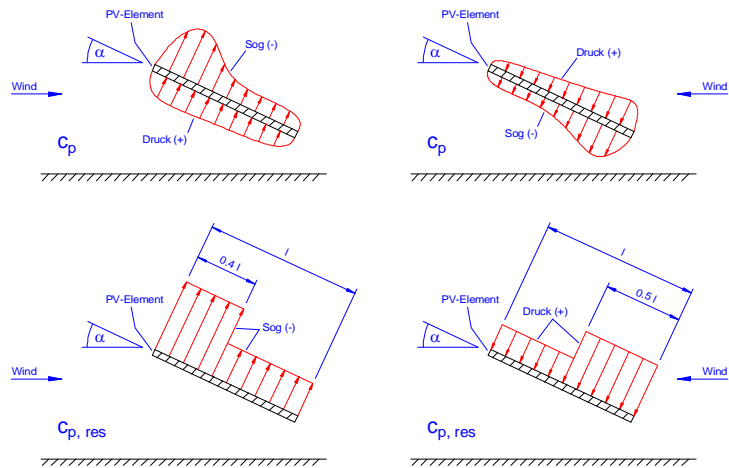 PV-Element
α
Sog (-)
Wind
Druck (+)
cp
PV-Element
α
Druck (+)
Wind
Sog (-)
cp
l
0.4 l
PV-Element
α
Sog (-)
Wind
cp, res
l
0.5 l
PV-Element
Druck (+)
α
Wind
cp, res